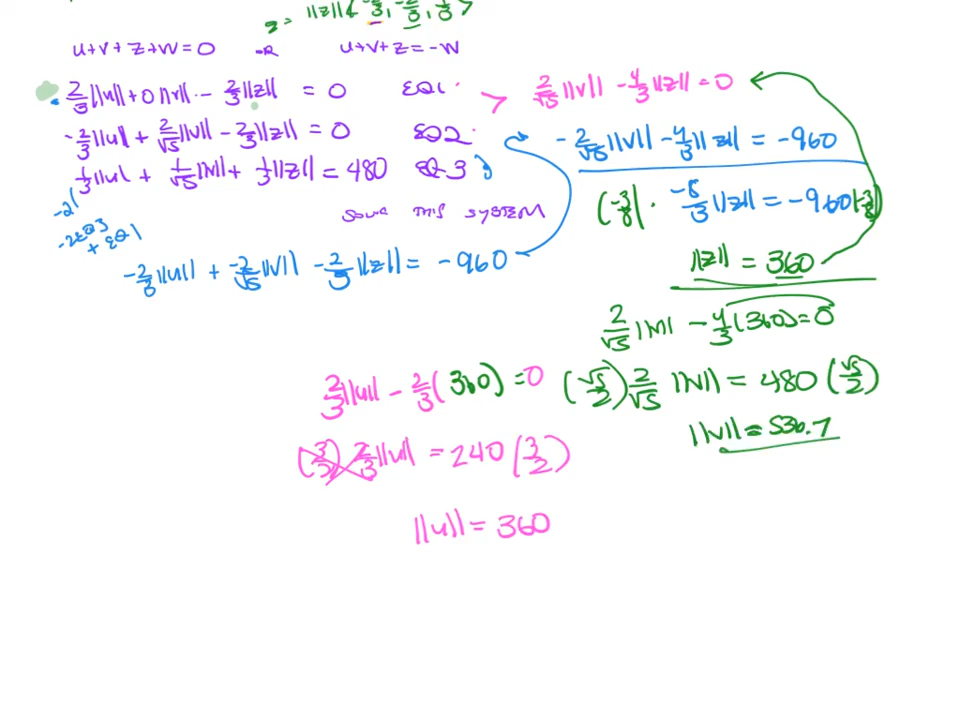 z = ||z|| < -2/3, -2/3, 1/3 >
u+v+z+w=0 OR u+v+z=-w
2/3||u|| + 0||v|| - 2/3||z|| = 0 EQ1
-2/3||u|| + 2/√5||v|| - 2/3||z|| = 0 EQ2
1/3||u|| + 1/√5||v|| + 1/3||z|| = 480 EQ3
-2(
SOLVE THIS SYSTEM
-2EQ3
+ EQ1
-2/3||u|| + -2/√5||v|| - 2/3||z|| = -960
2/√5||v|| - 4/3||z|| = 0
-2/√5||v|| - 4/3||z|| = -960
(-3/8) · -8/3||z|| = -960(-3/8)
||z|| = 360
2/√5||v|| - 4/3(360) = 0
(√5/2) 2/√5 ||v|| = 480 (√5/2)
||v|| = 536.7
2/3||u|| - 2/3(360) = 0
(3/2) 2/3||u|| = 240 (3/2)
||u|| = 360